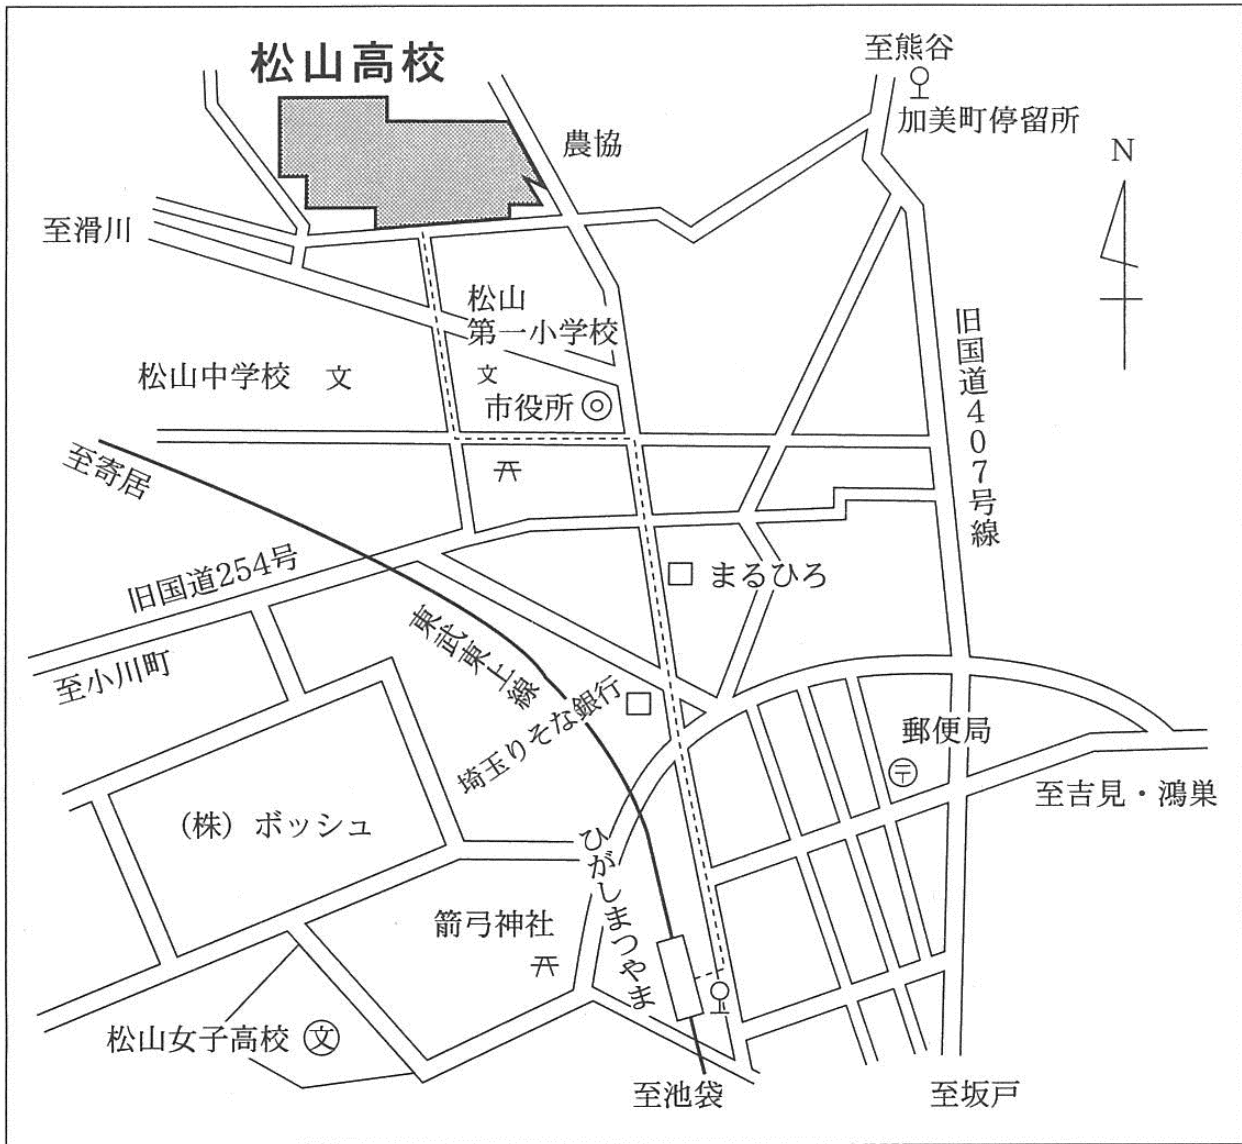 松山高校
至熊谷
加美町停留所
農協
N
至滑川
松山
第一小学校
旧国道407号線
松山中学校 文
文
市役所
至寄居
旧国道254号
まるひろ
至小川町
東武東上線
埼玉りそな銀行
郵便局
〒
至吉見・鴻巣
(株)ボッシュ
ひがしまつやま
箭弓神社
松山女子高校 文
至池袋
至坂戸